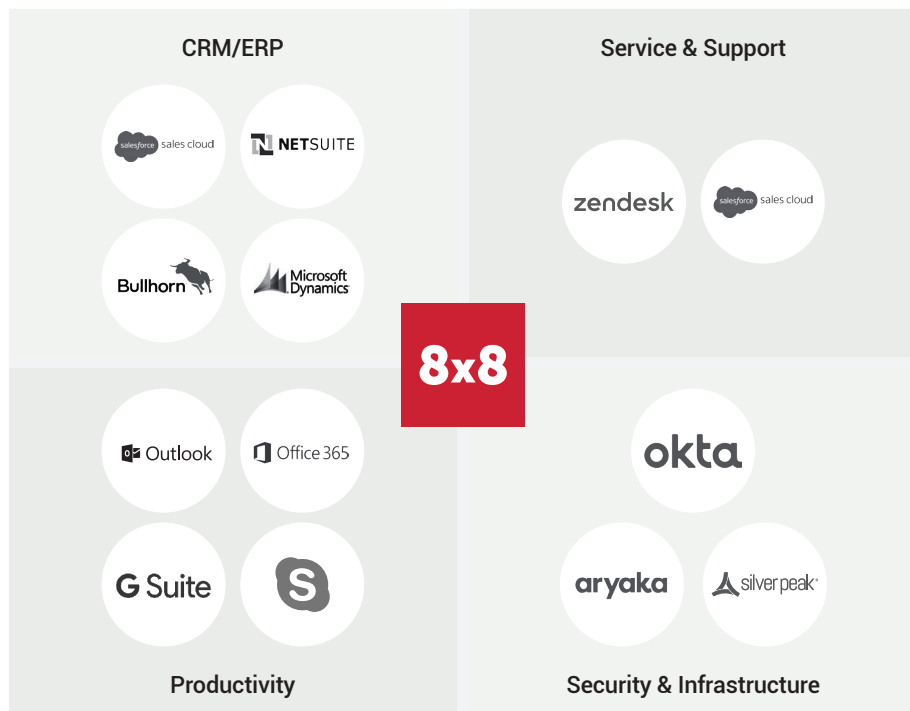 CRM/ERP
Service & Support
salesforce sales cloud
NETSUITE
zendesk
salesforce sales cloud
Bullhorn
Microsoft
Dynamics
8x8
Outlook
Office 365
okta
G Suite
S
aryaka
silver peak
Productivity
Security & Infrastructure